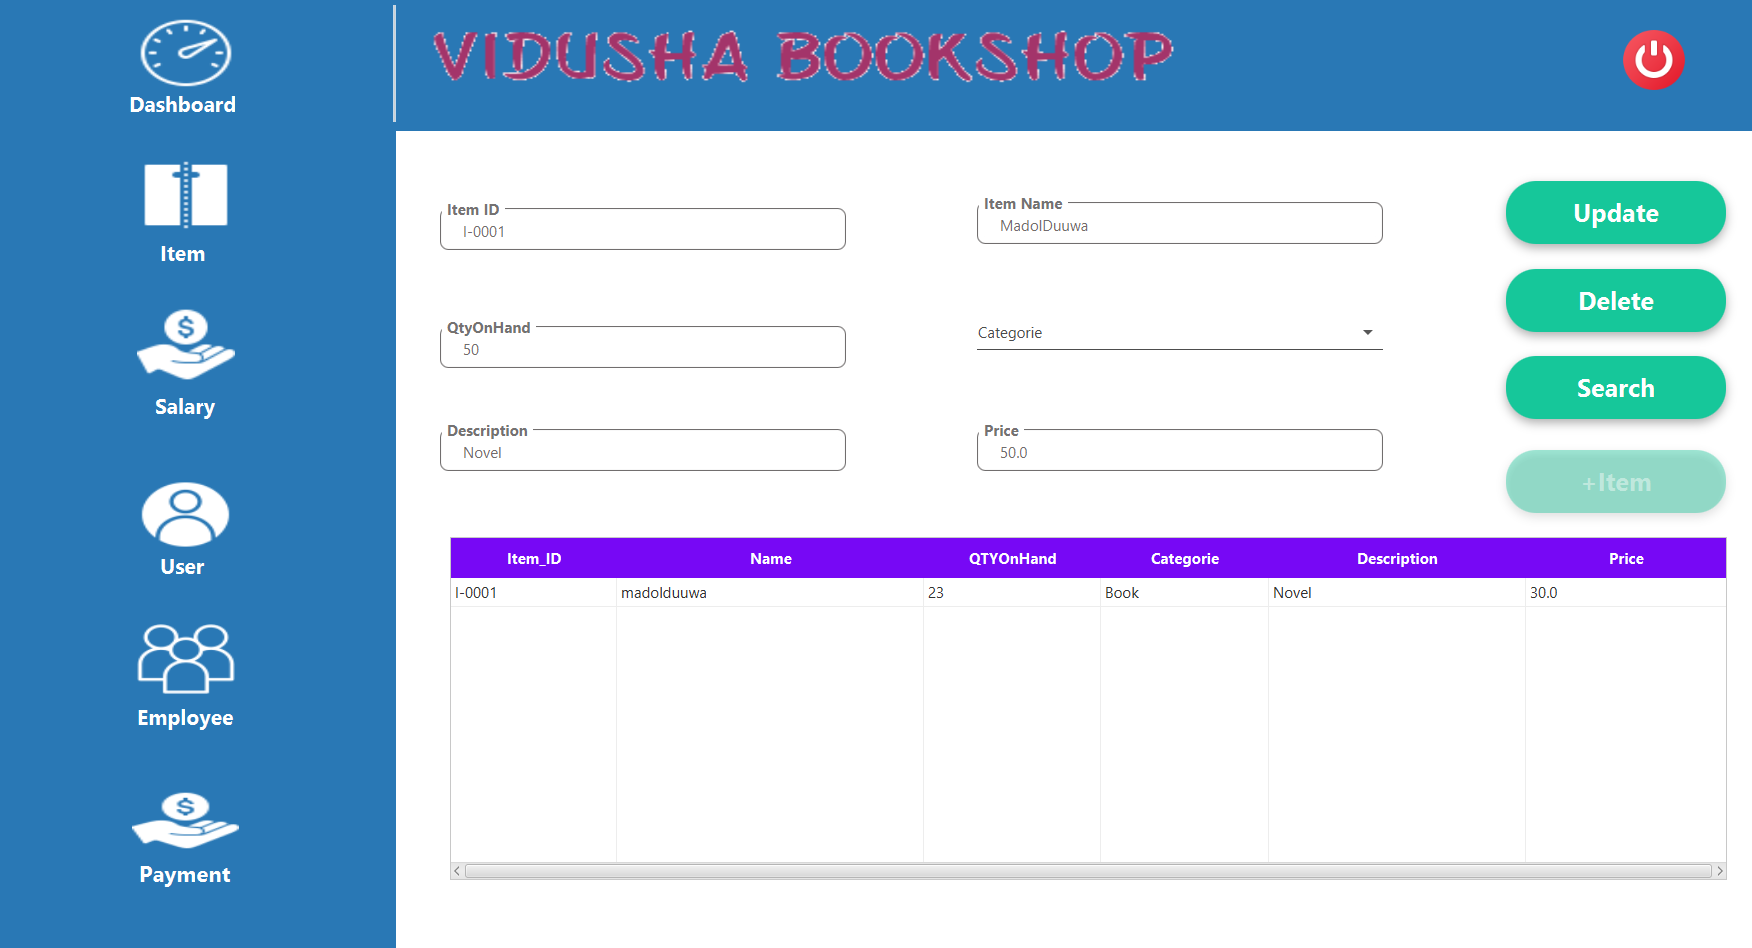 Dashboard
Item
Salary
User
Employee
Payment
VIDUSHA BOOKSHOP
Item ID
I-0001
Item Name
MadolDuuwa
QtyOnHand
50
Categorie
Description
Novel
Price
50.0
Update
Delete
Search
+Item
Item_ID Name QTYOnHand Categorie Description Price
I-0001 madolduuwa 23 Book Novel 30.0